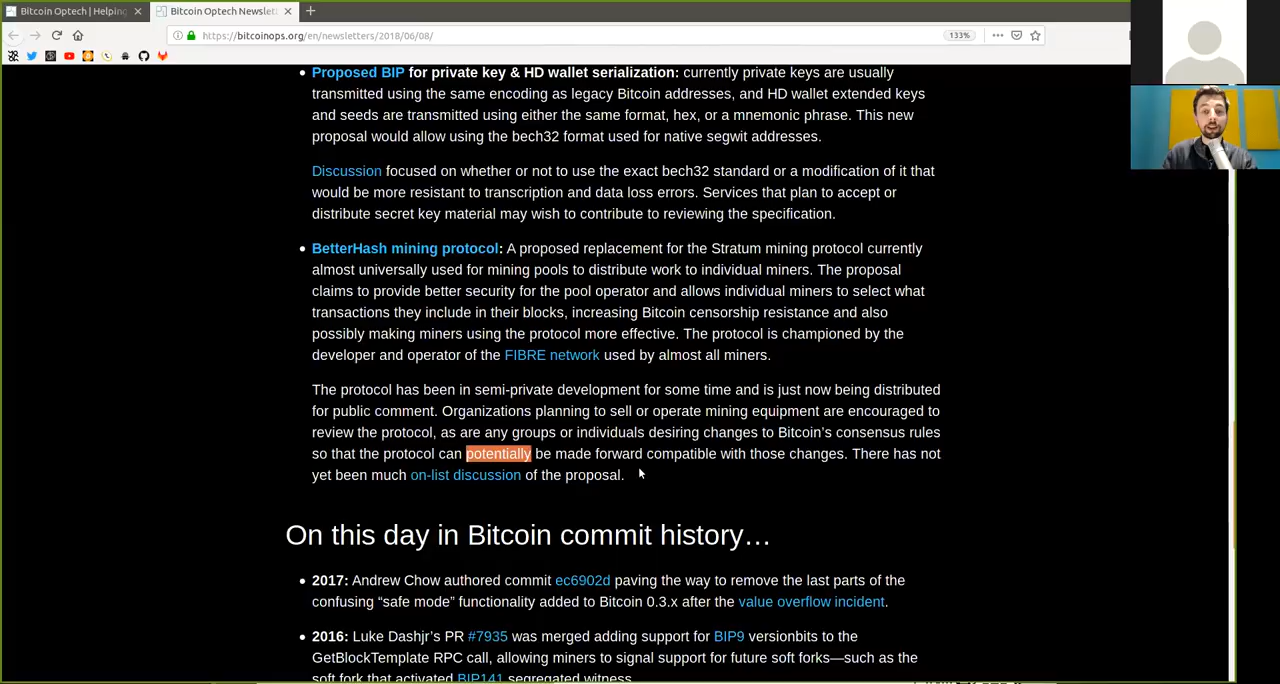 Bitcoin Optech | Helping
Bitcoin Optech Newslett
https://bitcoinops.org/en/newsletters/2018/06/08/
133%
Proposed BIP for private key & HD wallet serialization: currently private keys are usually
transmitted using the same encoding as legacy Bitcoin addresses, and HD wallet extended keys
and seeds are transmitted using either the same format, hex, or a mnemonic phrase. This new
proposal would allow using the bech32 format used for native segwit addresses.
Discussion focused on whether or not to use the exact bech32 standard or a modification of it that
would be more resistant to transcription and data loss errors. Services that plan to accept or
distribute secret key material may wish to contribute to reviewing the specification.
BetterHash mining protocol: A proposed replacement for the Stratum mining protocol currently
almost universally used for mining pools to distribute work to individual miners. The proposal
claims to provide better security for the pool operator and allows individual miners to select what
transactions they include in their blocks, increasing Bitcoin censorship resistance and also
possibly making miners using the protocol more effective. The protocol is championed by the
developer and operator of the FIBRE network used by almost all miners.
The protocol has been in semi-private development for some time and is just now being distributed
for public comment. Organizations planning to sell or operate mining equipment are encouraged to
review the protocol, as are any groups or individuals desiring changes to Bitcoin's consensus rules
so that the protocol can potentially be made forward compatible with those changes. There has not
yet been much on-list discussion of the proposal.
On this day in Bitcoin commit history…
2017: Andrew Chow authored commit ec6902d paving the way to remove the last parts of the
confusing “safe mode” functionality added to Bitcoin 0.3.x after the value overflow incident.
2016: Luke Dashjr's PR #7935 was merged adding support for BIP9 versionbits to the
GetBlockTemplate RPC call, allowing miners to signal support for future soft forks—such as the
soft fork that activated BIP141 segregated witness.